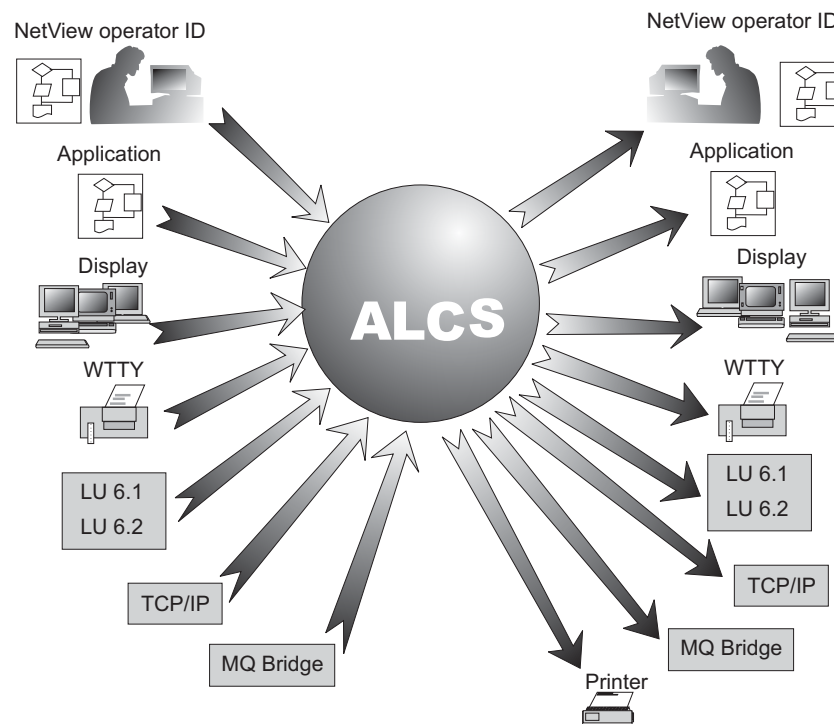 NetView operator ID
NetView operator ID
Application
Application
Display
Display
WTTY
WTTY
ALCS
LU 6.1
LU 6.2
LU 6.1
LU 6.2
TCP/IP
TCP/IP
MQ Bridge
MQ Bridge
Printer